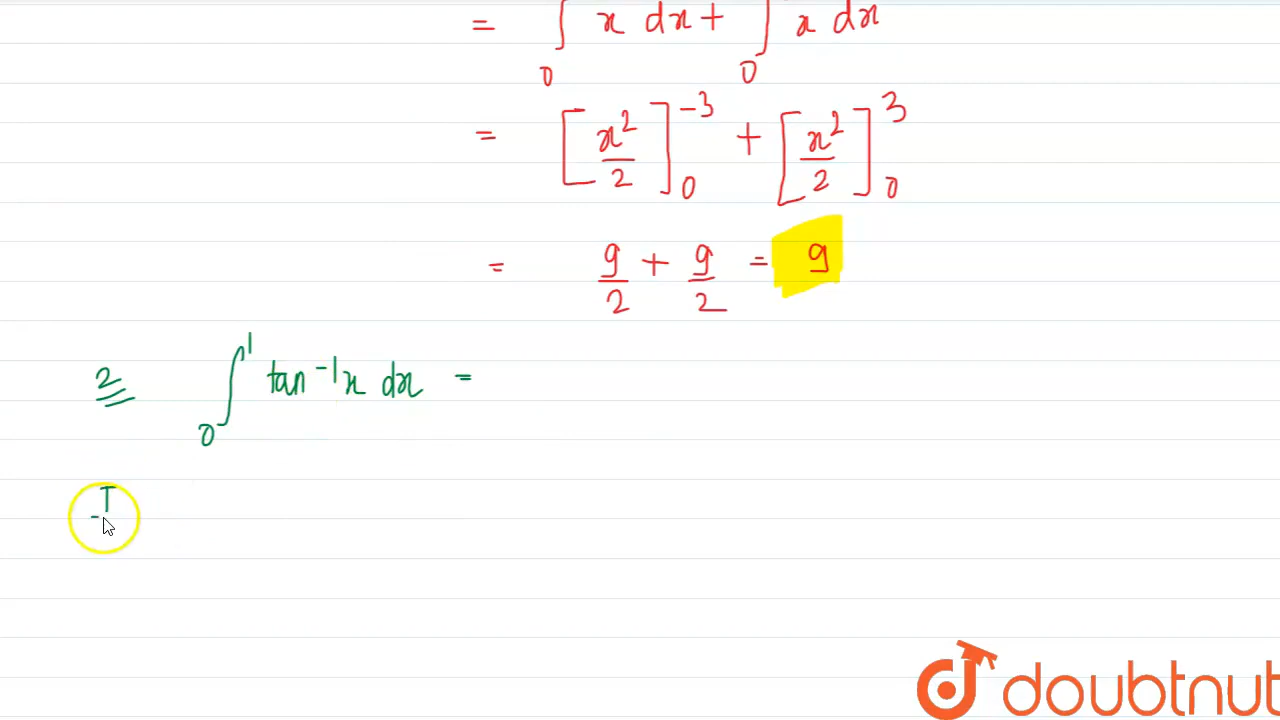 = ∫₀ x dx + ∫₀ x dx
= [x²/2]₀⁻³ + [x²/2]₀³
= 9/2 + 9/2 = 9
2 ∫₀¹ tan⁻¹x dx =
I
doubtnut